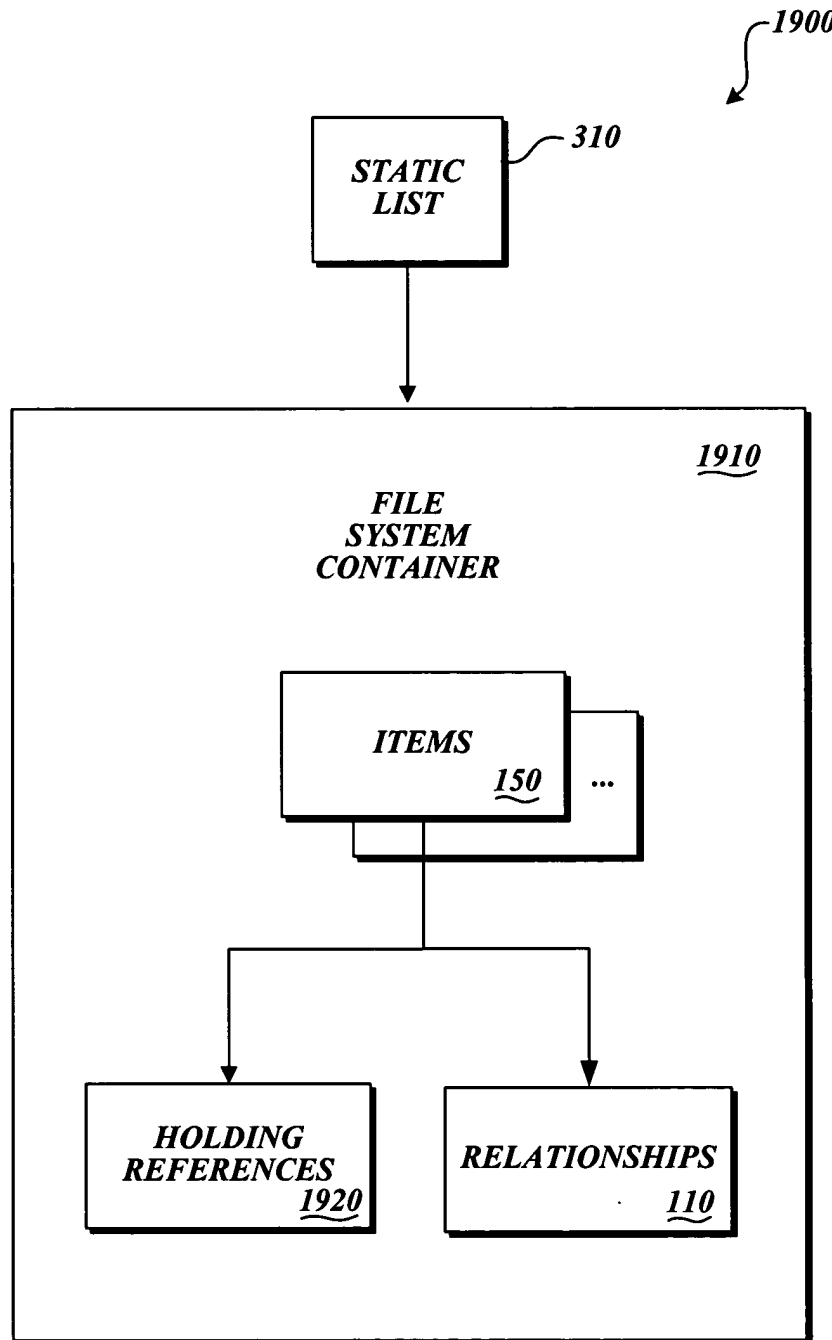 1900
310
STATIC
LIST
1910
FILE
SYSTEM
CONTAINER
ITEMS
150
...
HOLDING
REFERENCES
1920
RELATIONSHIPS
110